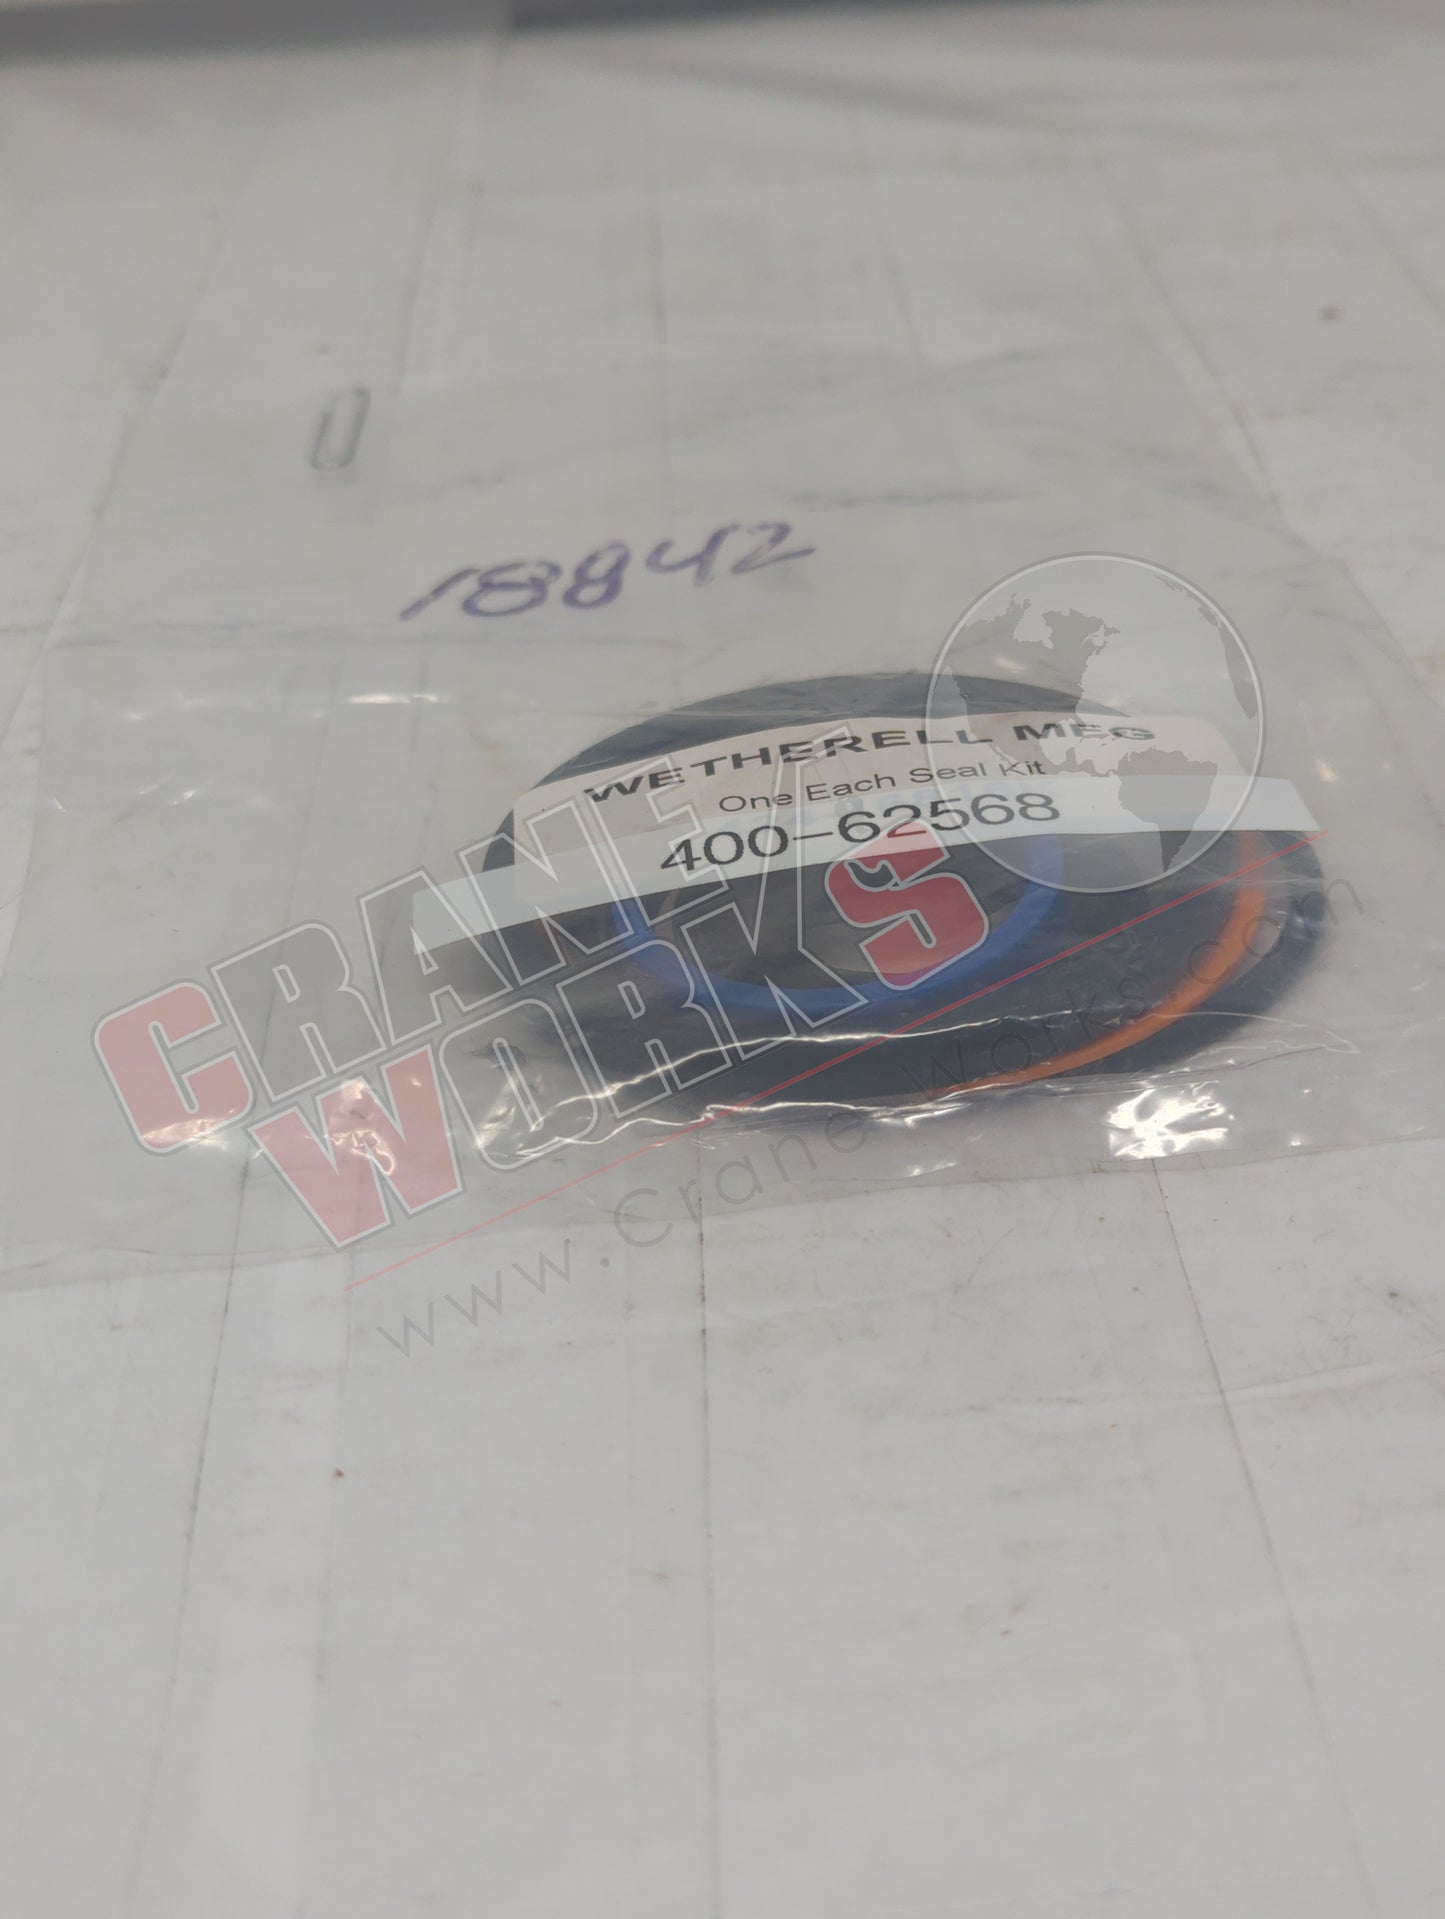 18842
WETHERELL MFG
One Each Seal Kit
400-62568
CRANE
WORKS
www.CraneWorks.com